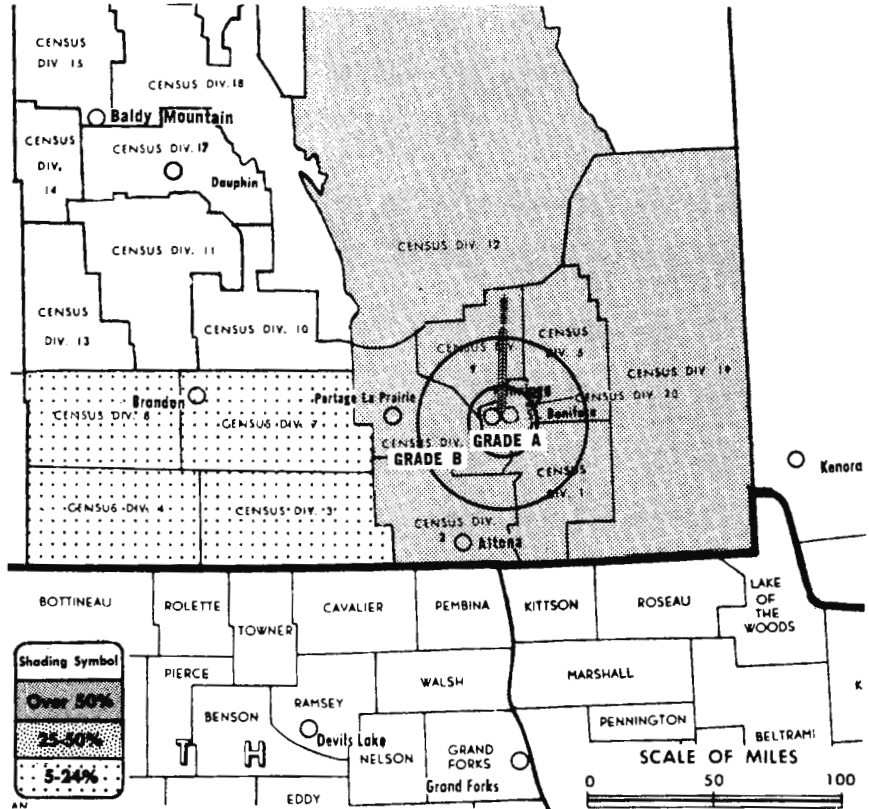 CENSUS
DIV 15
CENSUS DIV. 18
Baldy Mountain
CENSUS
DIV.
14
CENSUS DIV. 17
Dauphin
CENSUS DIV. 11
CENSUS DIV. 12
CENSUS
DIV. 13
CENSUS DIV. 10
CENSUS DIV
9
CENSUS
DIV. 5
CENSUS DIV. 19
Brandon
CENSUS DIV. 8
CENSUS DIV. 7
Portage La Prairie
CENSUS DIV. 20
Boniface
CENSUS DIV.
GRADE A
GRADE B
CENSUS
DIV. 1
Kenora
CENSUS DIV. 4
CENSUS DIV. 3
CENSUS DIV.
2
Altona
BOTTINEAU
ROLETTE
TOWNER
CAVALIER
PEMBINA
KITTSON
ROSEAU
LAKE
OF
THE
WOODS
Shading Symbol
Over 50%
25-50%
5-24%
PIERCE
BENSON
RAMSEY
WALSH
MARSHALL
K
PENNINGTON
BELTRAMI
T H
Devils Lake
NELSON
GRAND
FORKS
Grand Forks
EDDY
AN
SCALE OF MILES
0 50 100